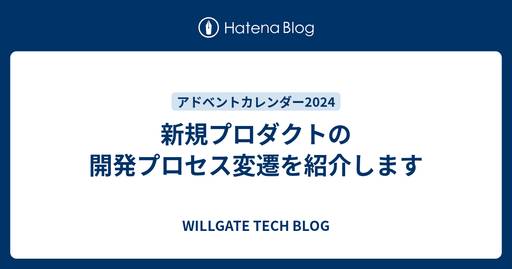 Hatena Blog
アドベントカレンダー2024
新規プロダクトの
開発プロセス変遷を紹介します
WILLGATE TECH BLOG